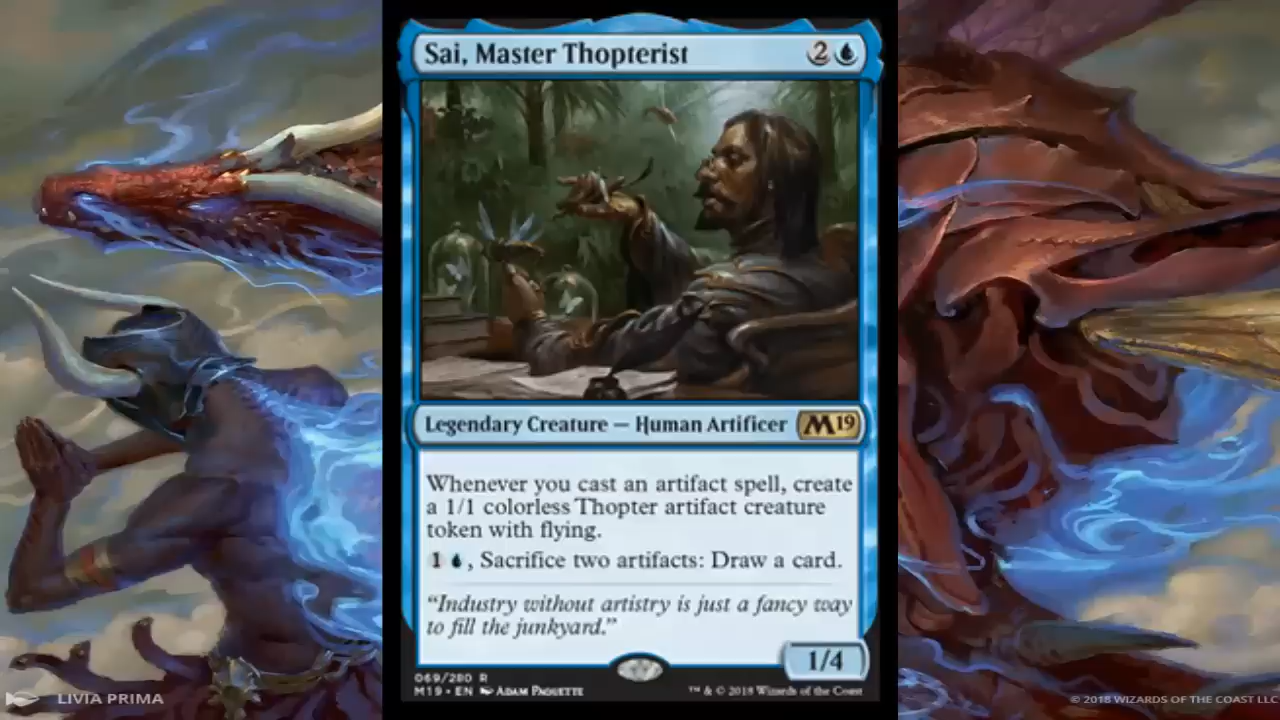 Sai, Master Thopterist 2
Legendary Creature — Human Artificer M19
Whenever you cast an artifact spell, create
a 1/1 colorless Thopter artifact creature
token with flying.
1 , Sacrifice two artifacts: Draw a card.
“Industry without artistry is just a fancy way
to fill the junkyard.”
1/4
069/280 R
M19 • EN ADAM PAQUETTE
™ & © 2018 Wizards of the Coast
LIVIA PRIMA
© 2018 WIZARDS OF THE COAST LLC